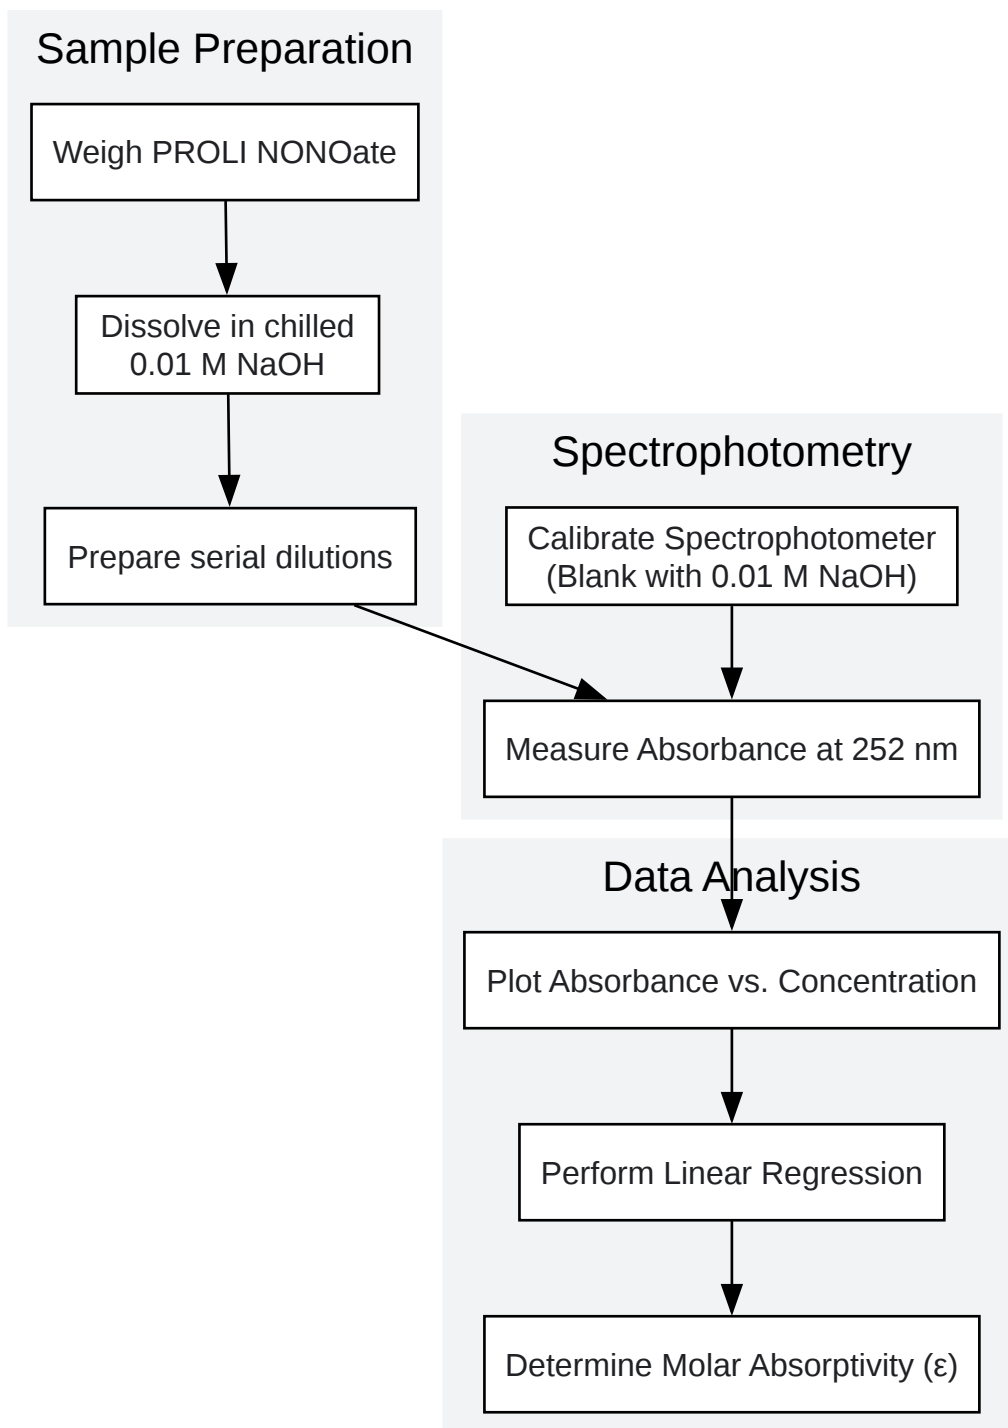 Sample Preparation
Weigh PROLI NONOate
Dissolve in chilled
0.01 M NaOH
Prepare serial dilutions
Spectrophotometry
Calibrate Spectrophotometer
(Blank with 0.01 M NaOH)
Measure Absorbance at 252 nm
Data Analysis
Plot Absorbance vs. Concentration
Perform Linear Regression
Determine Molar Absorptivity (ε)